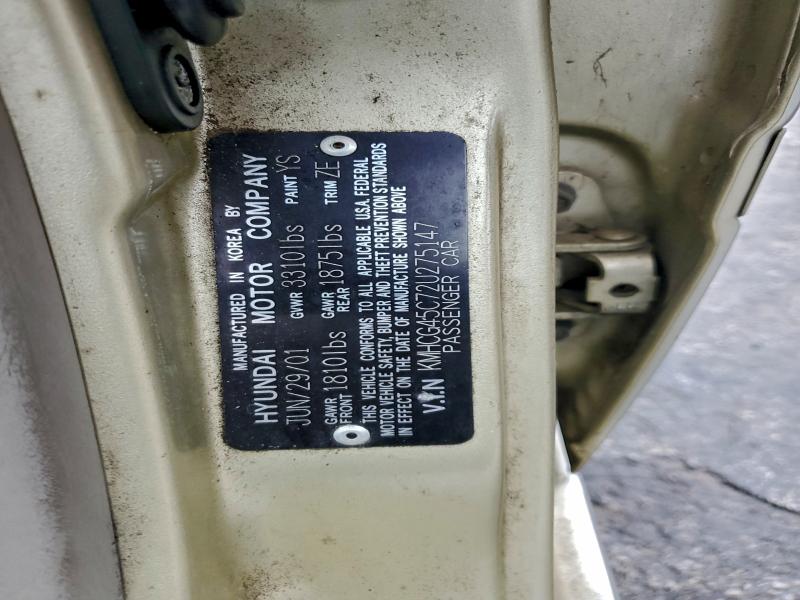 MANUFACTURED IN KOREA BY
HYUNDAI MOTOR COMPANY
JUN/29/01 GVWR 3310lbs PAINT YS
GAWR FRONT 1810lbs GAWR REAR 1875lbs TRIM ZE
THIS VEHICLE CONFORMS TO ALL APPLICABLE U.S.A. FEDERAL
MOTOR VEHICLE SAFETY, BUMPER AND THEFT PREVENTION STANDARDS
IN EFFECT ON THE DATE OF MANUFACTURE SHOWN ABOVE
V.I.N KMHCG45C72U275147
PASSENGER CAR